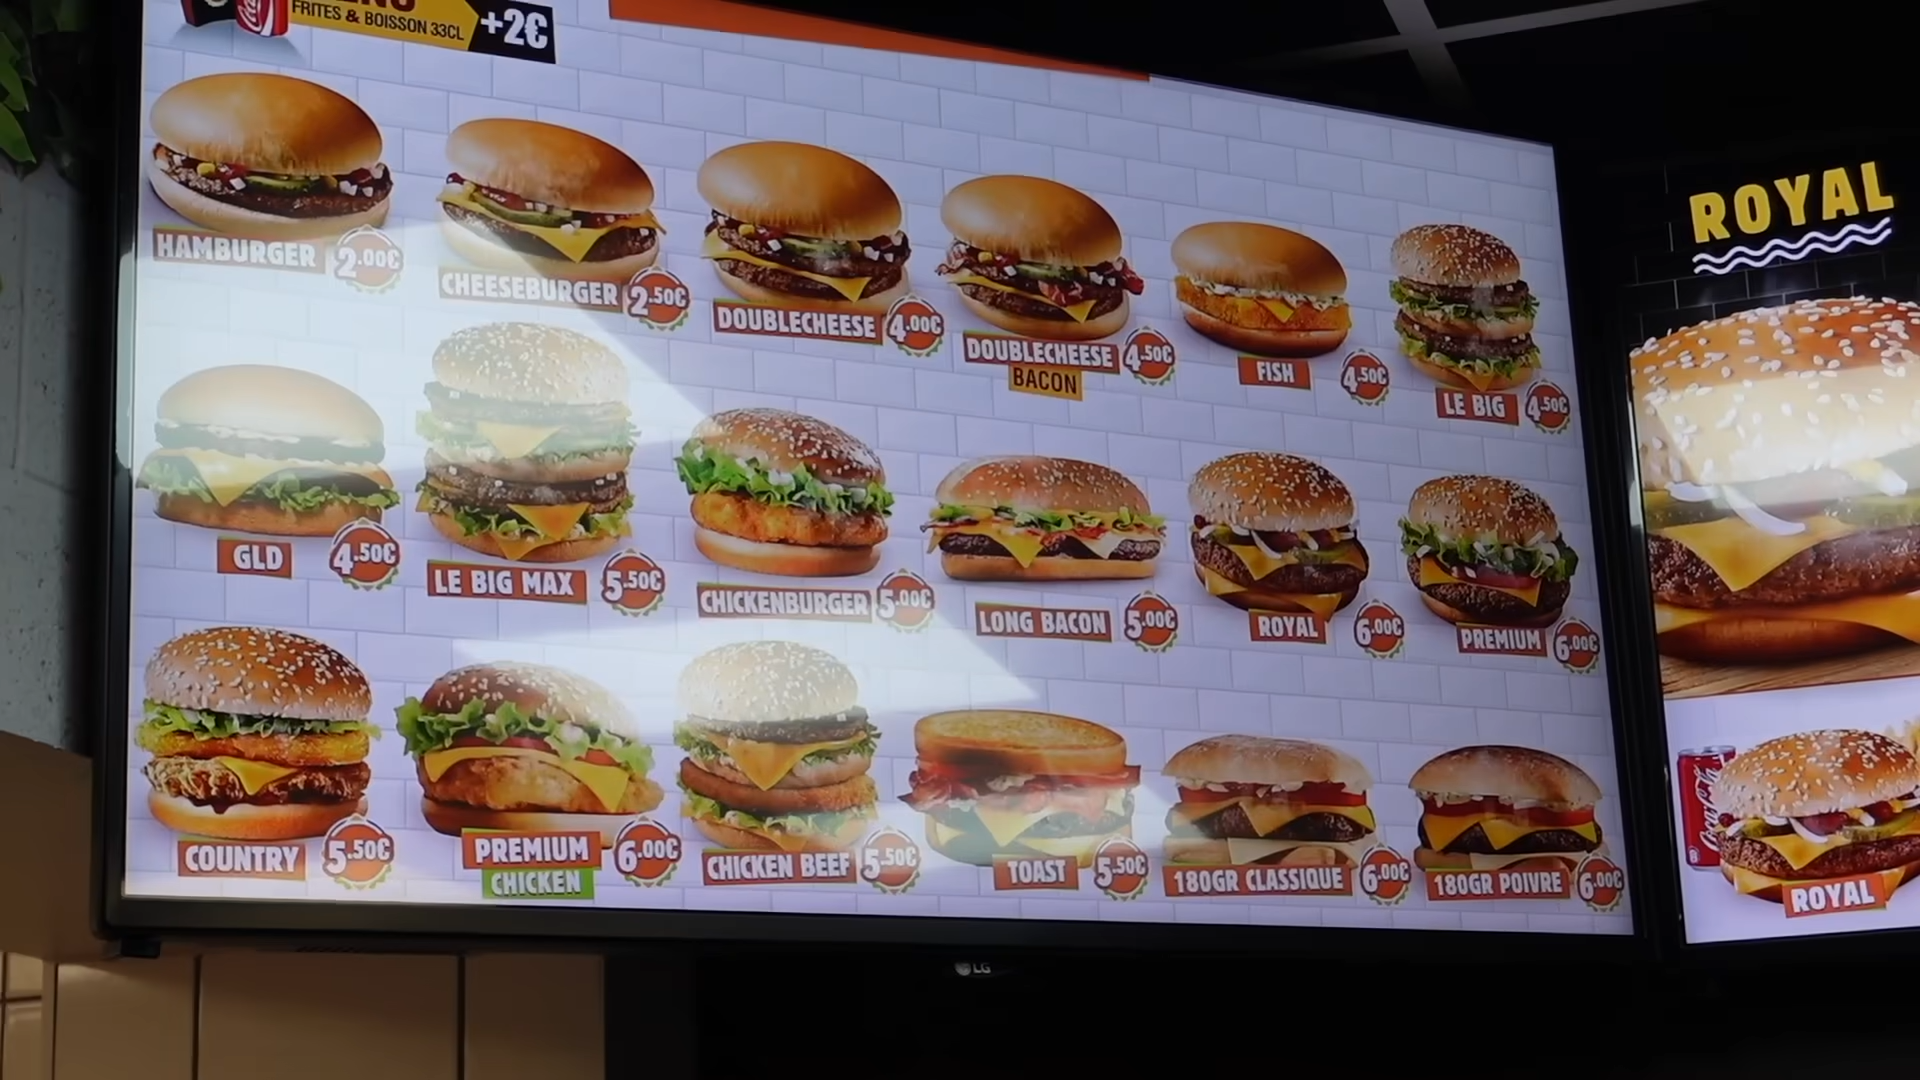 FRITES & BOISSON 33CL +2€
HAMBURGER 2.00€
CHEESEBURGER 2.50€
DOUBLECHEESE 4.00€
DOUBLECHEESE 4.50€
BACON
FISH 4.50€
LE BIG 4.50€
GLD 4.50€
LE BIG MAX 5.50€
CHICKENBURGER 5.00€
LONG BACON 5.00€
ROYAL 6.00€
PREMIUM 6.00€
COUNTRY 5.50€
PREMIUM 6.00€
CHICKEN
CHICKEN BEEF 5.50€
TOAST 5.50€
180GR CLASSIQUE 6.00€
180GR POIVRE 6.00€
LG
ROYAL
Coca-Cola
ROYAL